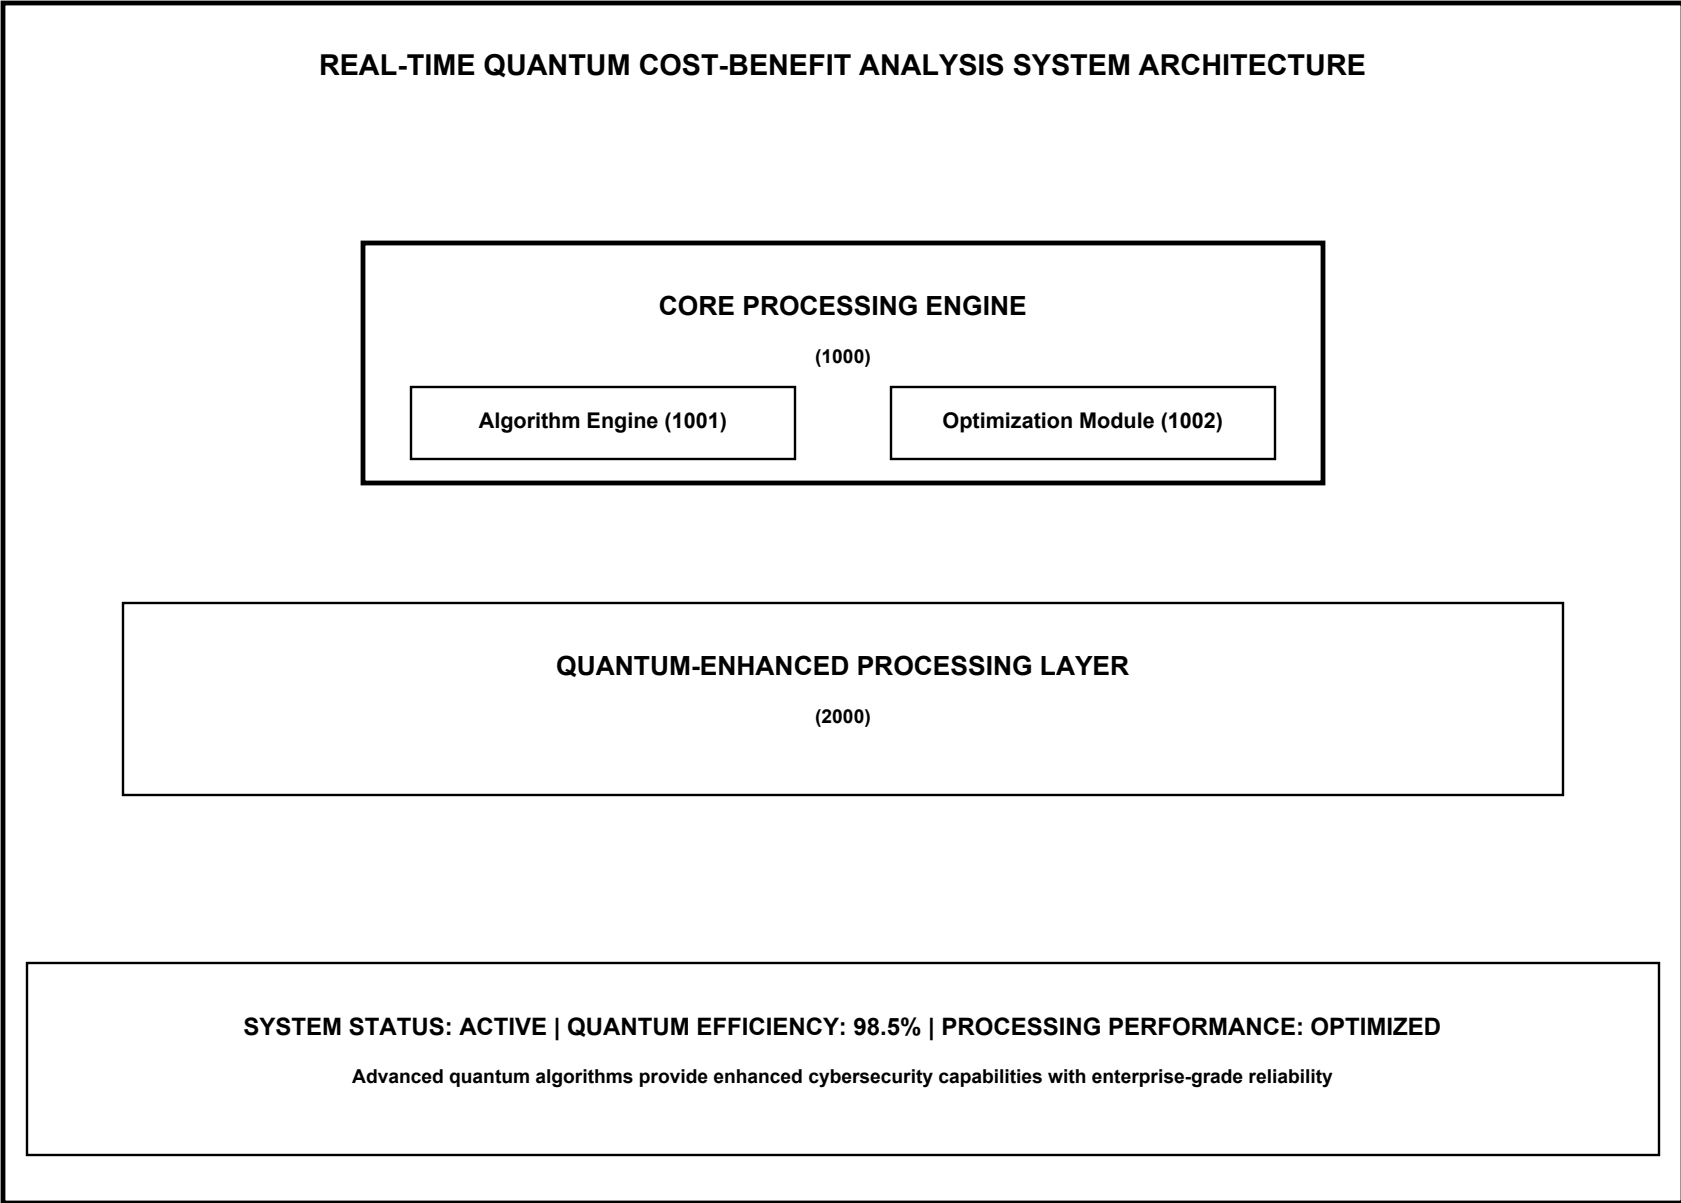 REAL-TIME QUANTUM COST-BENEFIT ANALYSIS SYSTEM ARCHITECTURE
CORE PROCESSING ENGINE
(1000)
Algorithm Engine (1001)
Optimization Module (1002)
QUANTUM-ENHANCED PROCESSING LAYER
(2000)
SYSTEM STATUS: ACTIVE | QUANTUM EFFICIENCY: 98.5% | PROCESSING PERFORMANCE: OPTIMIZED
Advanced quantum algorithms provide enhanced cybersecurity capabilities with enterprise-grade reliability